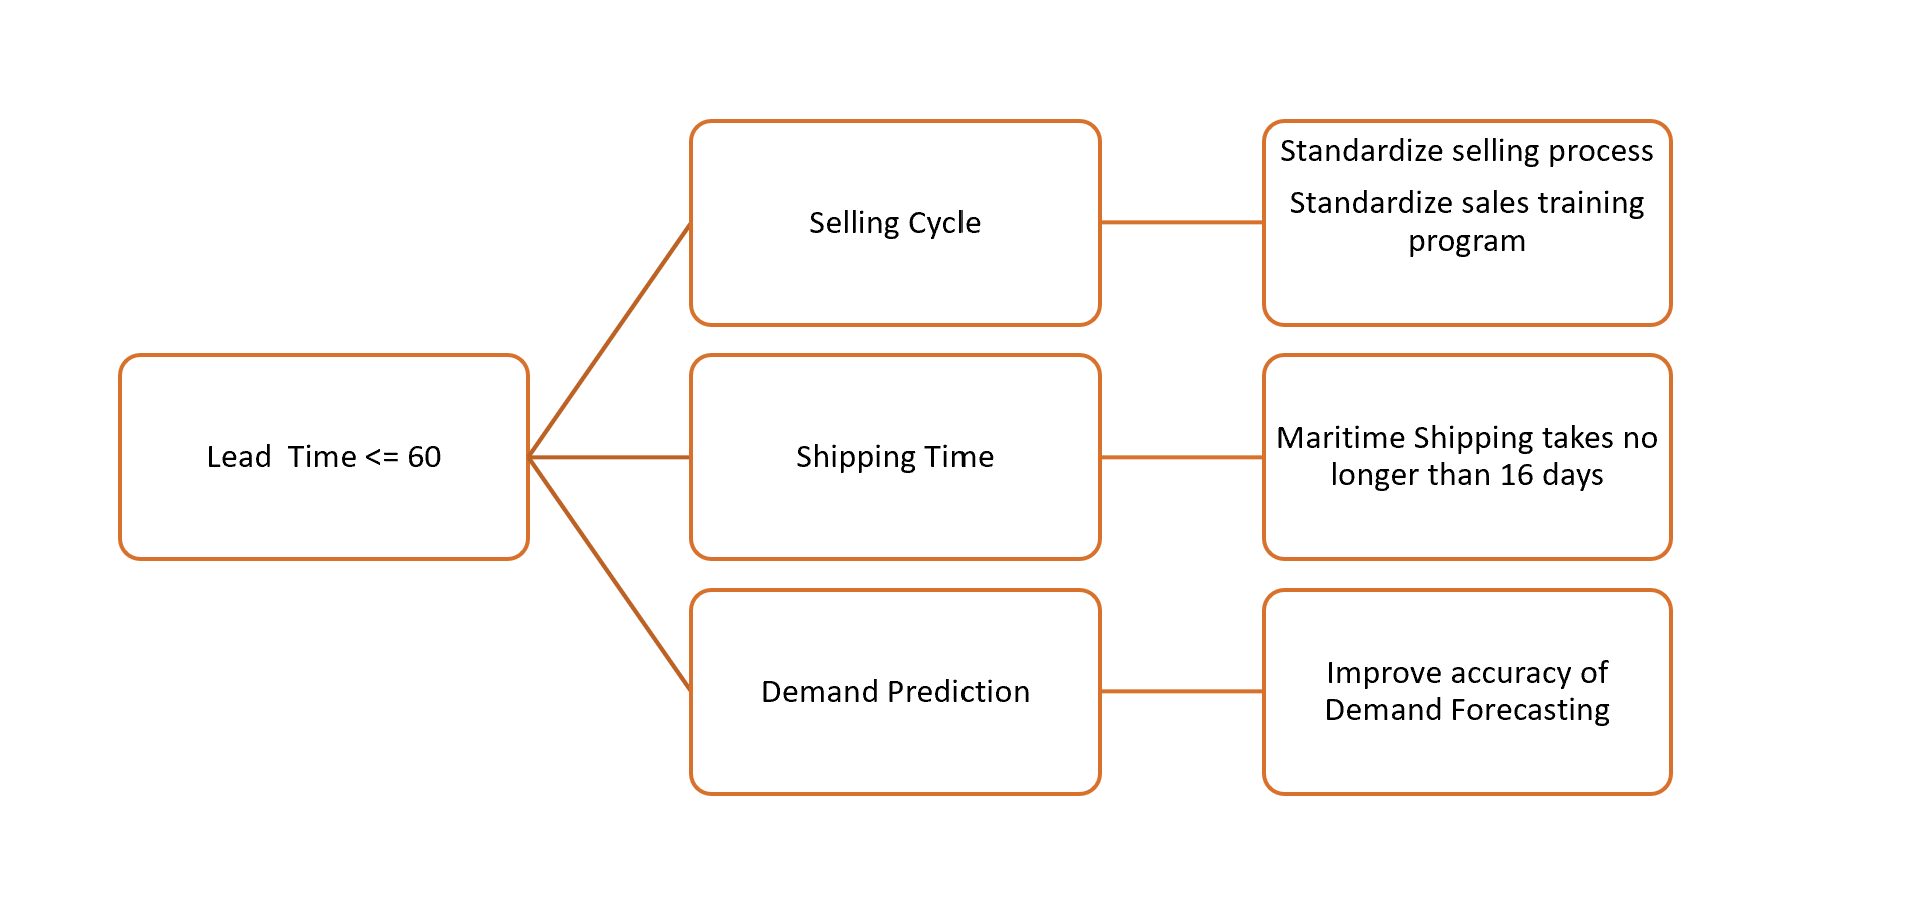 Lead  Time <= 60
Selling Cycle
Standardize selling process
Standardize sales training
program
Shipping Time
Maritime Shipping takes no
longer than 16 days
Demand Prediction
Improve accuracy of
Demand Forecasting